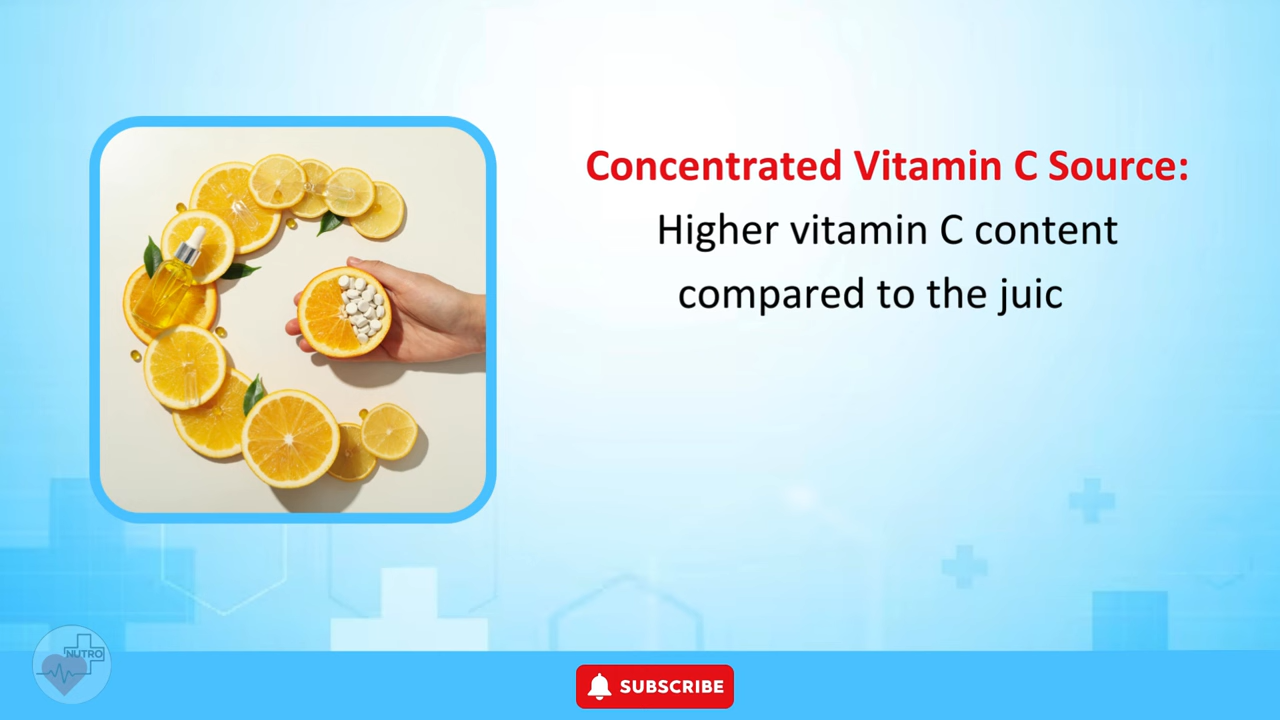 Concentrated Vitamin C Source:
Higher vitamin C content
compared to the juic
NUTRO
SUBSCRIBE